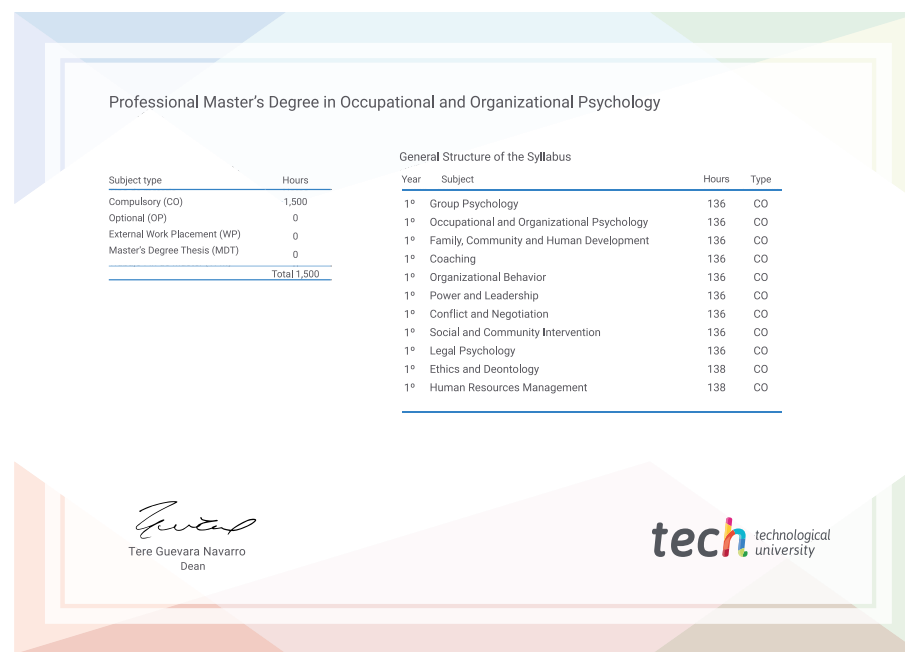 Professional Master's Degree in Occupational and Organizational Psychology
Subject type Hours
Compulsory (CO) 1,500
Optional (OP) 0
External Work Placement (WP) 0
Master's Degree Thesis (MDT) 0
Total 1,500
General Structure of the Syllabus
Year Subject Hours Type
1º Group Psychology 136 CO
1º Occupational and Organizational Psychology 136 CO
1º Family, Community and Human Development 136 CO
1º Coaching 136 CO
1º Organizational Behavior 136 CO
1º Power and Leadership 136 CO
1º Conflict and Negotiation 136 CO
1º Social and Community Intervention 136 CO
1º Legal Psychology 136 CO
1º Ethics and Deontology 138 CO
1º Human Resources Management 138 CO
Tere Guevara Navarro
Dean
tech technological
university